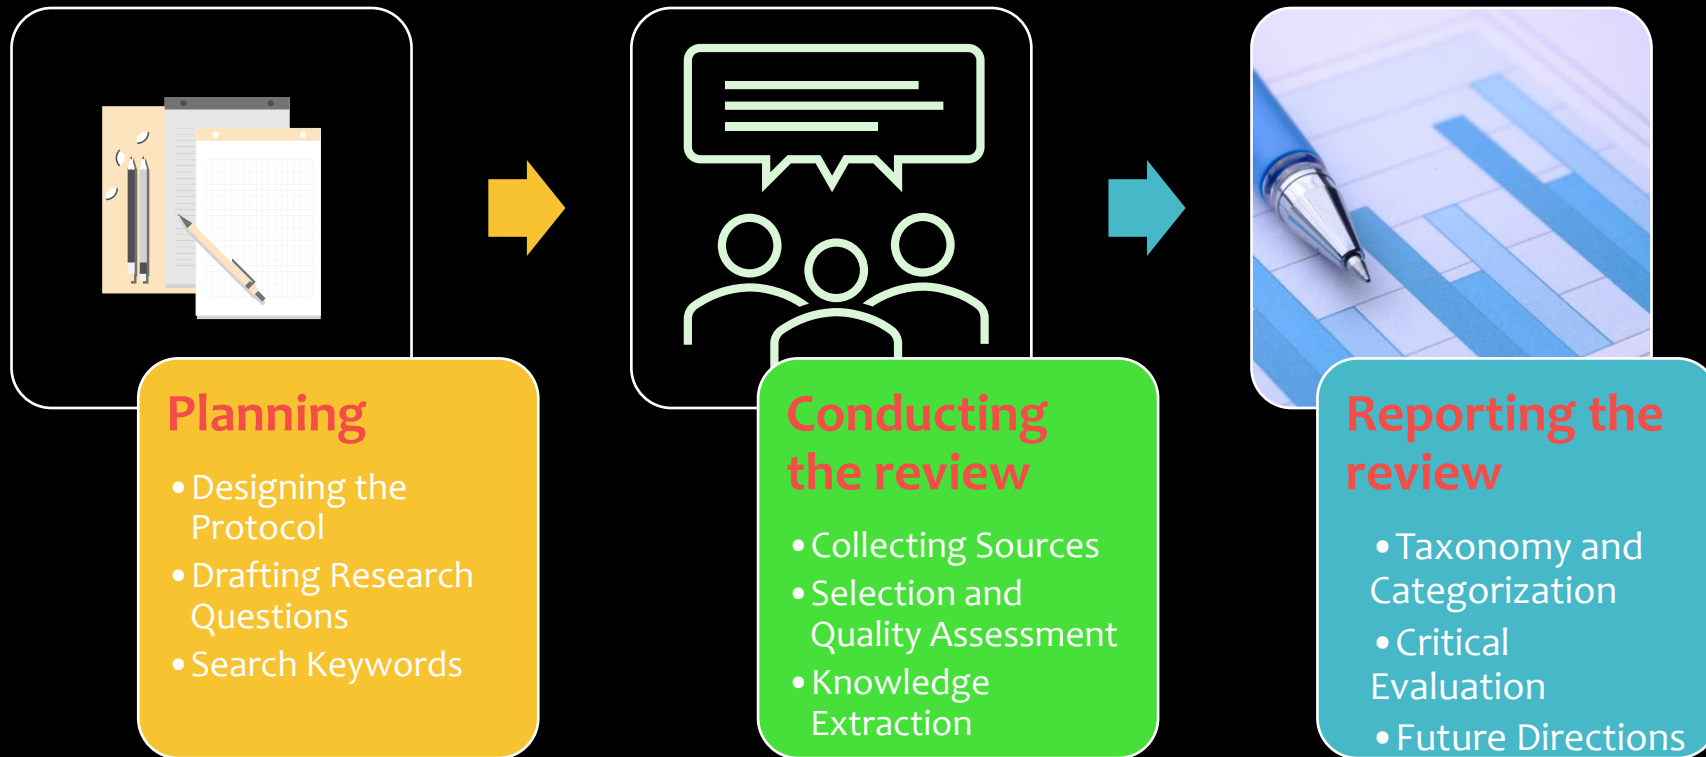 Planning
•Designing the
Protocol
•Drafting Research
Questions
•Search Keywords
Conducting
the review
•Collecting Sources
•Selection and
Quality Assessment
•Knowledge
Extraction
Reporting the
review
•Taxonomy and
Categorization
•Critical
Evaluation
•Future Directions